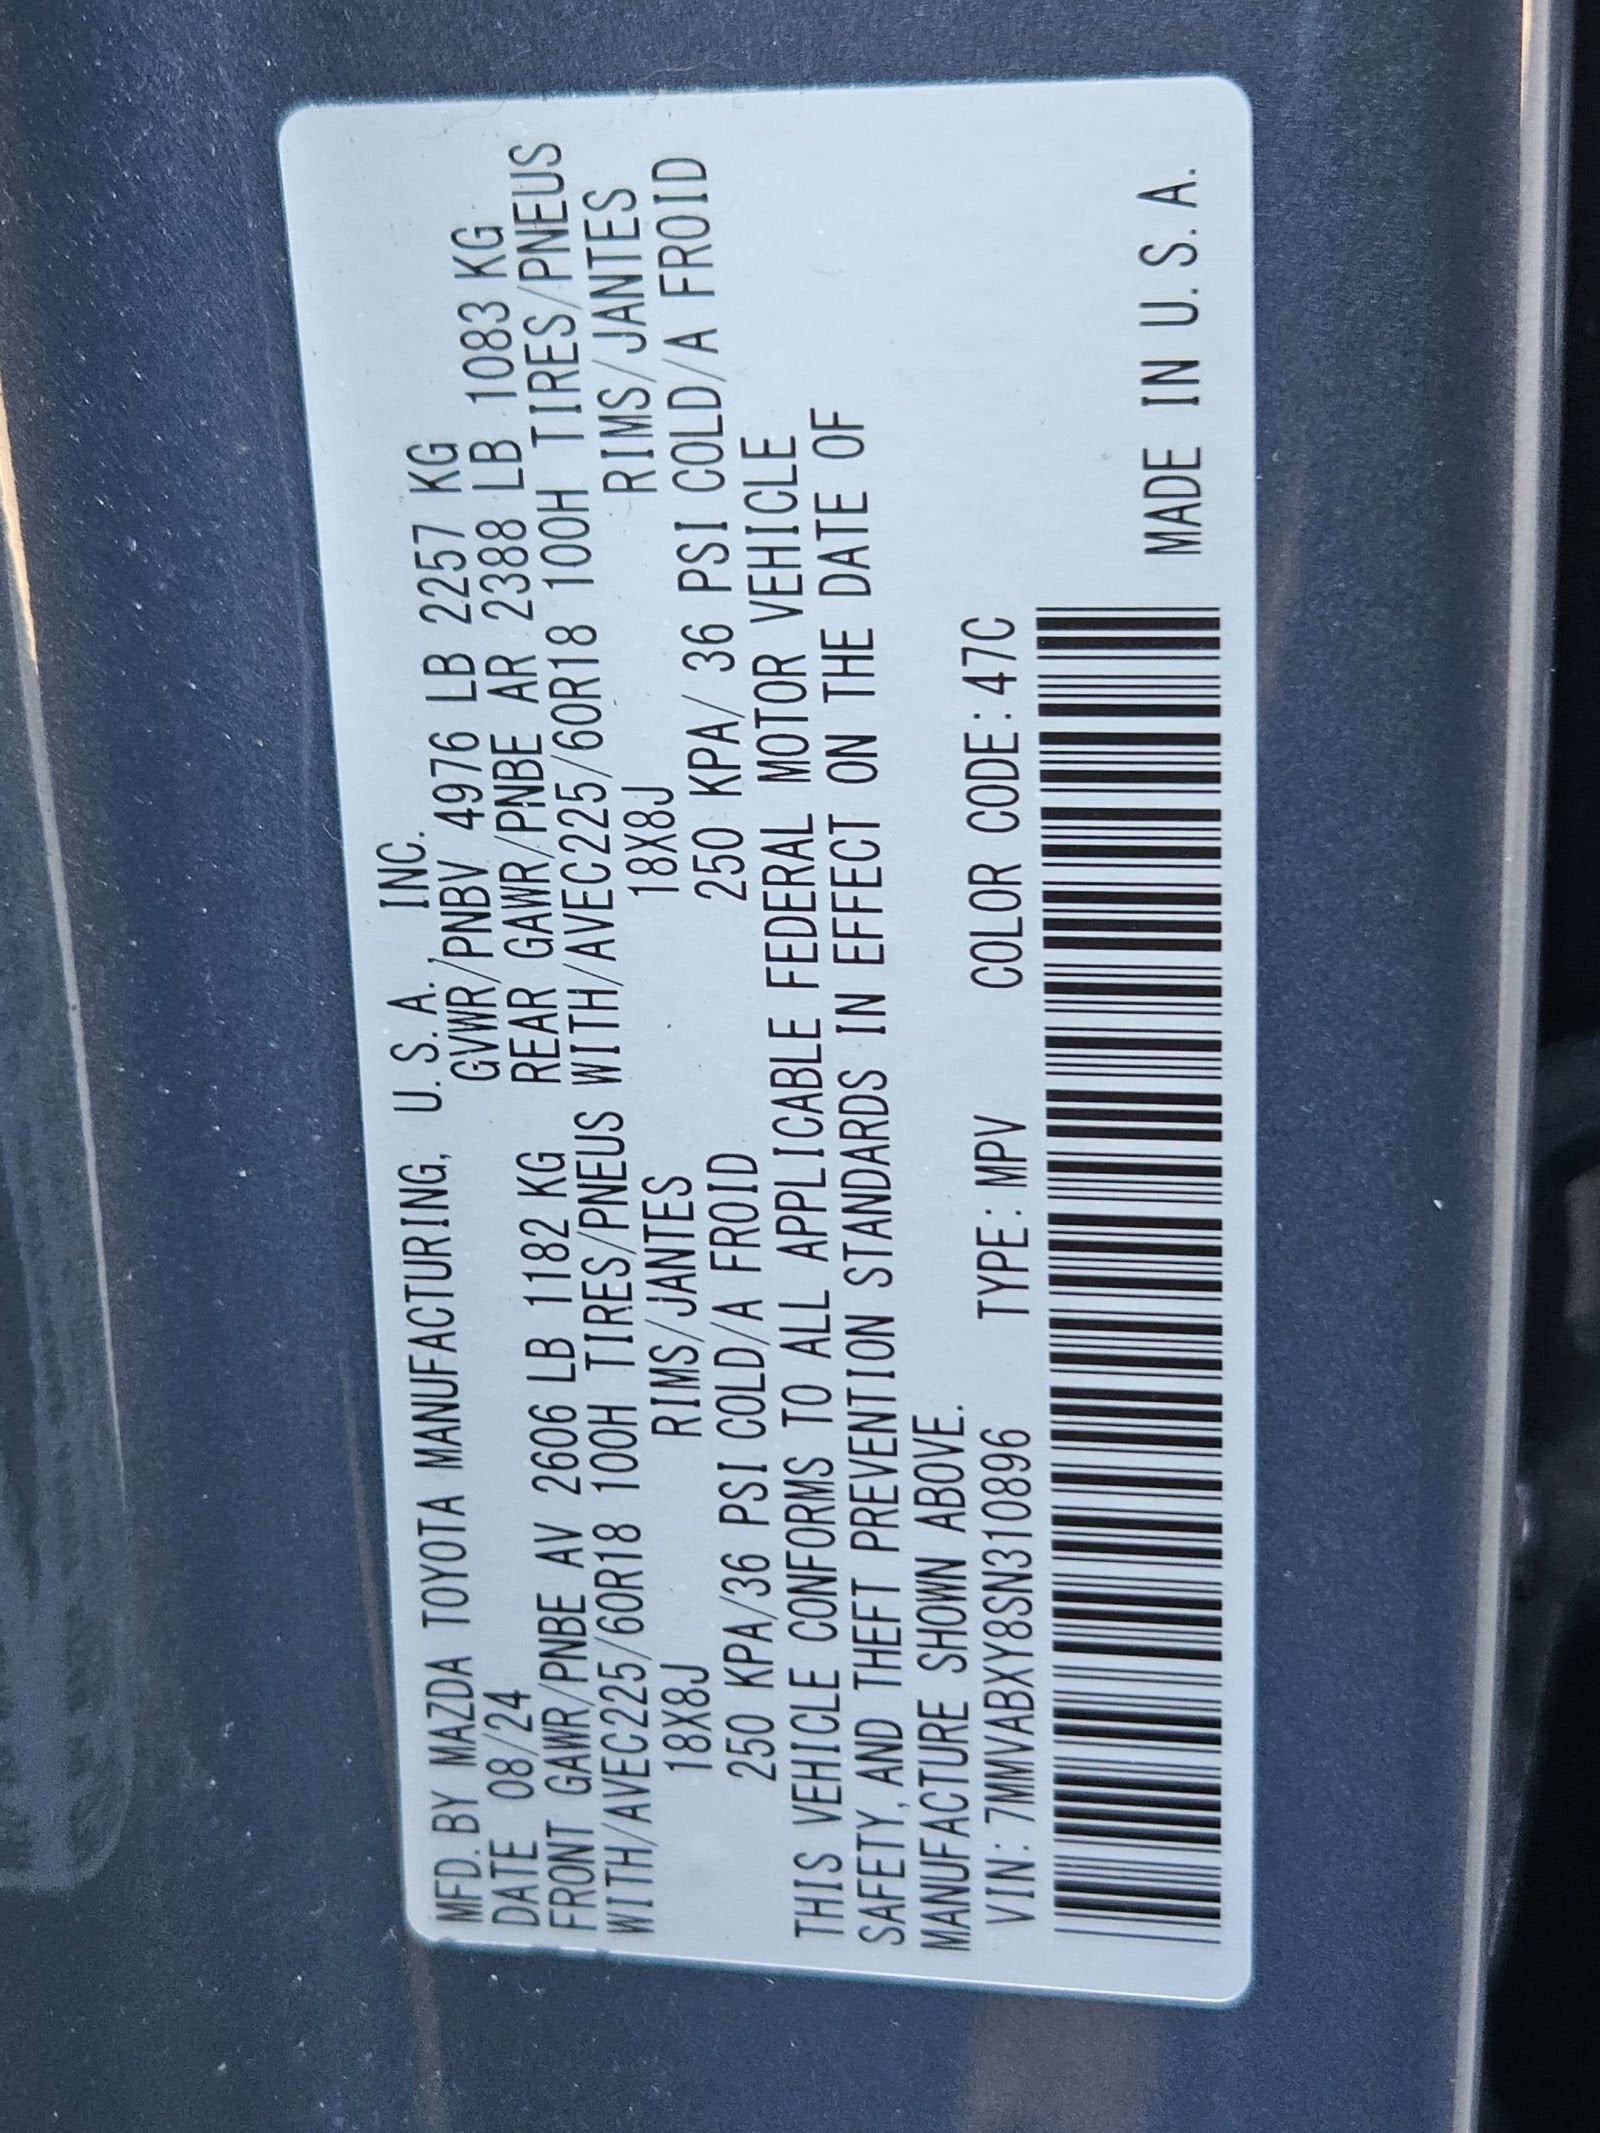 MFD. BY MAZDA TOYOTA MANUFACTURING, U.S.A., INC.
DATE 08/24 GVWR/PNBV 4976 LB 2257 KG
FRONT GAWR/PNBE AV 2606 LB 1182 KG REAR GAWR/PNBE AR 2388 LB 1083 KG
WITH/AVEC225/60R18 100H TIRES/PNEUS WITH/AVEC225/60R18 100H TIRES/PNEUS
18X8J RIMS/JANTES 18X8J RIMS/JANTES
250 KPA/36 PSI COLD/A FROID 250 KPA/ 36 PSI COLD/A FROID
THIS VEHICLE CONFORMS TO ALL APPLICABLE FEDERAL MOTOR VEHICLE
SAFETY, AND THEFT PREVENTION STANDARDS IN EFFECT ON THE DATE OF
MANUFACTURE SHOWN ABOVE.
VIN: 7MMVABXY8SN310896 TYPE: MPV COLOR CODE: 47C
MADE IN U.S.A.